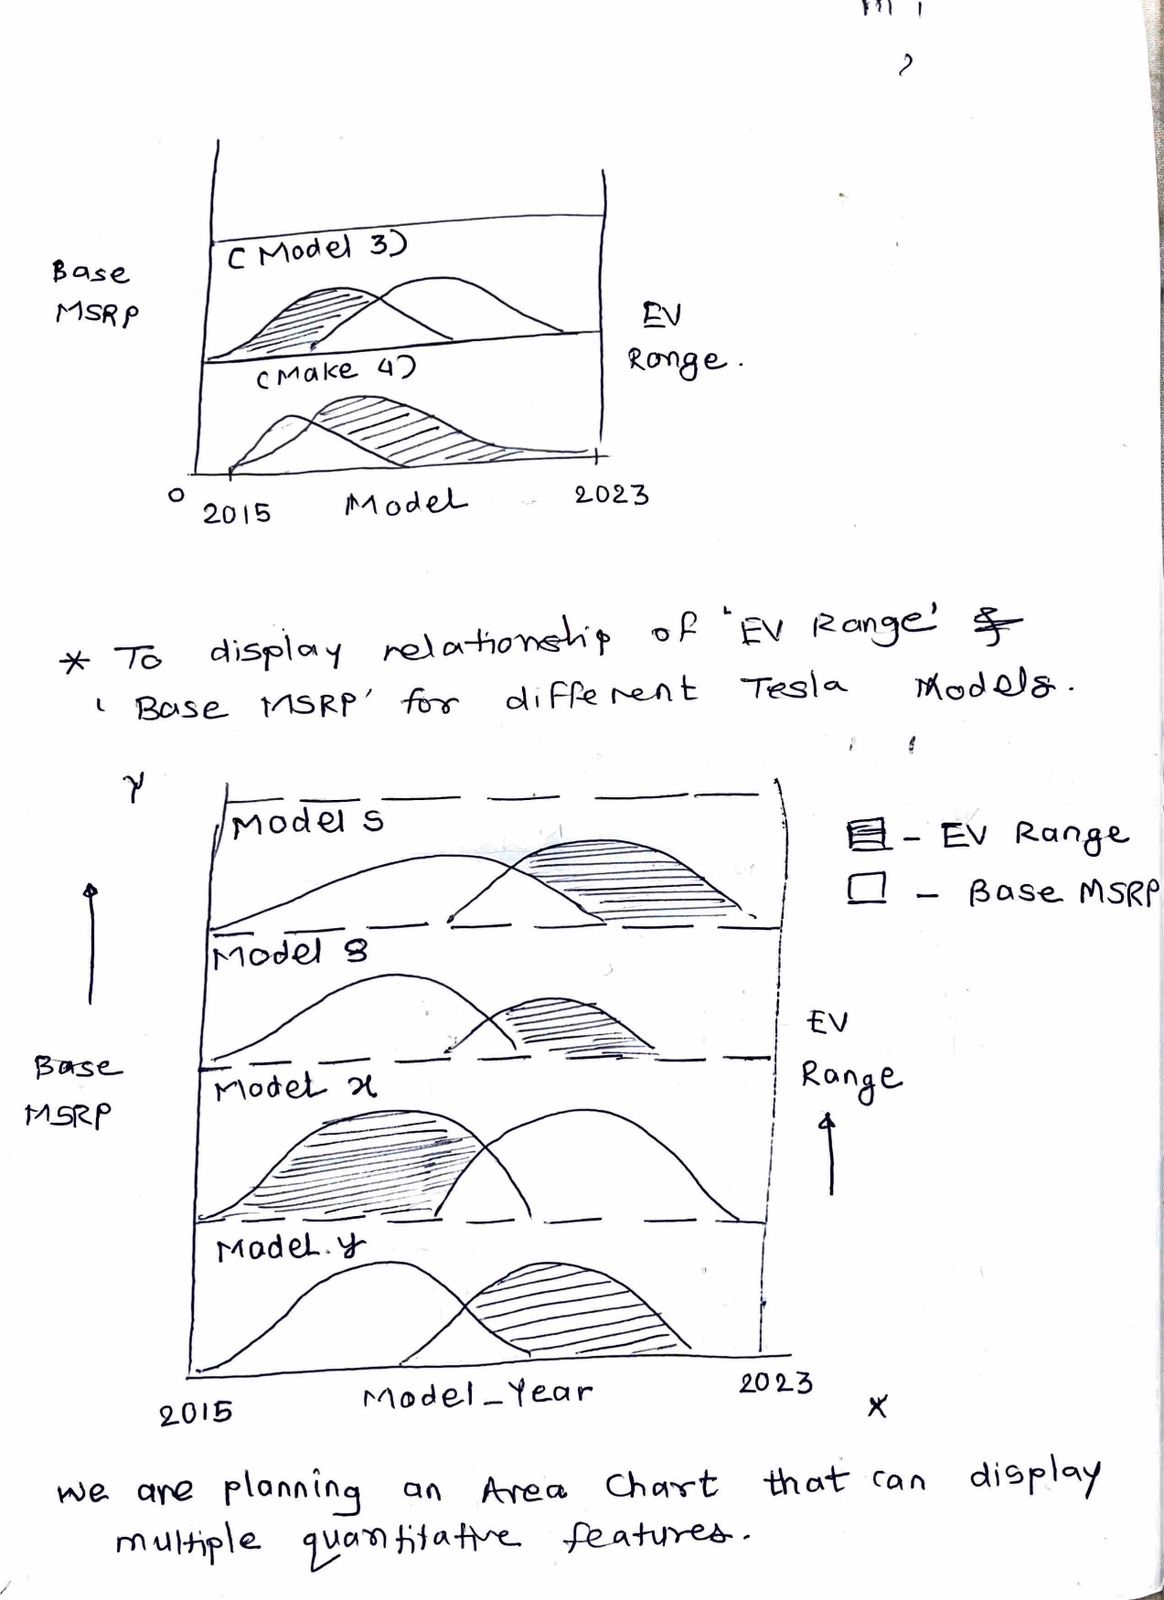 (Model 3)
Base
MSRP
EV
Range.
(Make 4)
0
2015
Model
2023
* To display relationship of 'EV Range' &
'Base MSRP' for different Tesla Models.
Y
Model S
- EV Range
- Base MSRP
Model 3
EV
Range
Base
MSRP
Model x
Model.y
2015
Model_Year
2023
X
we are planning an Area Chart that can display
multiple quantitative features.